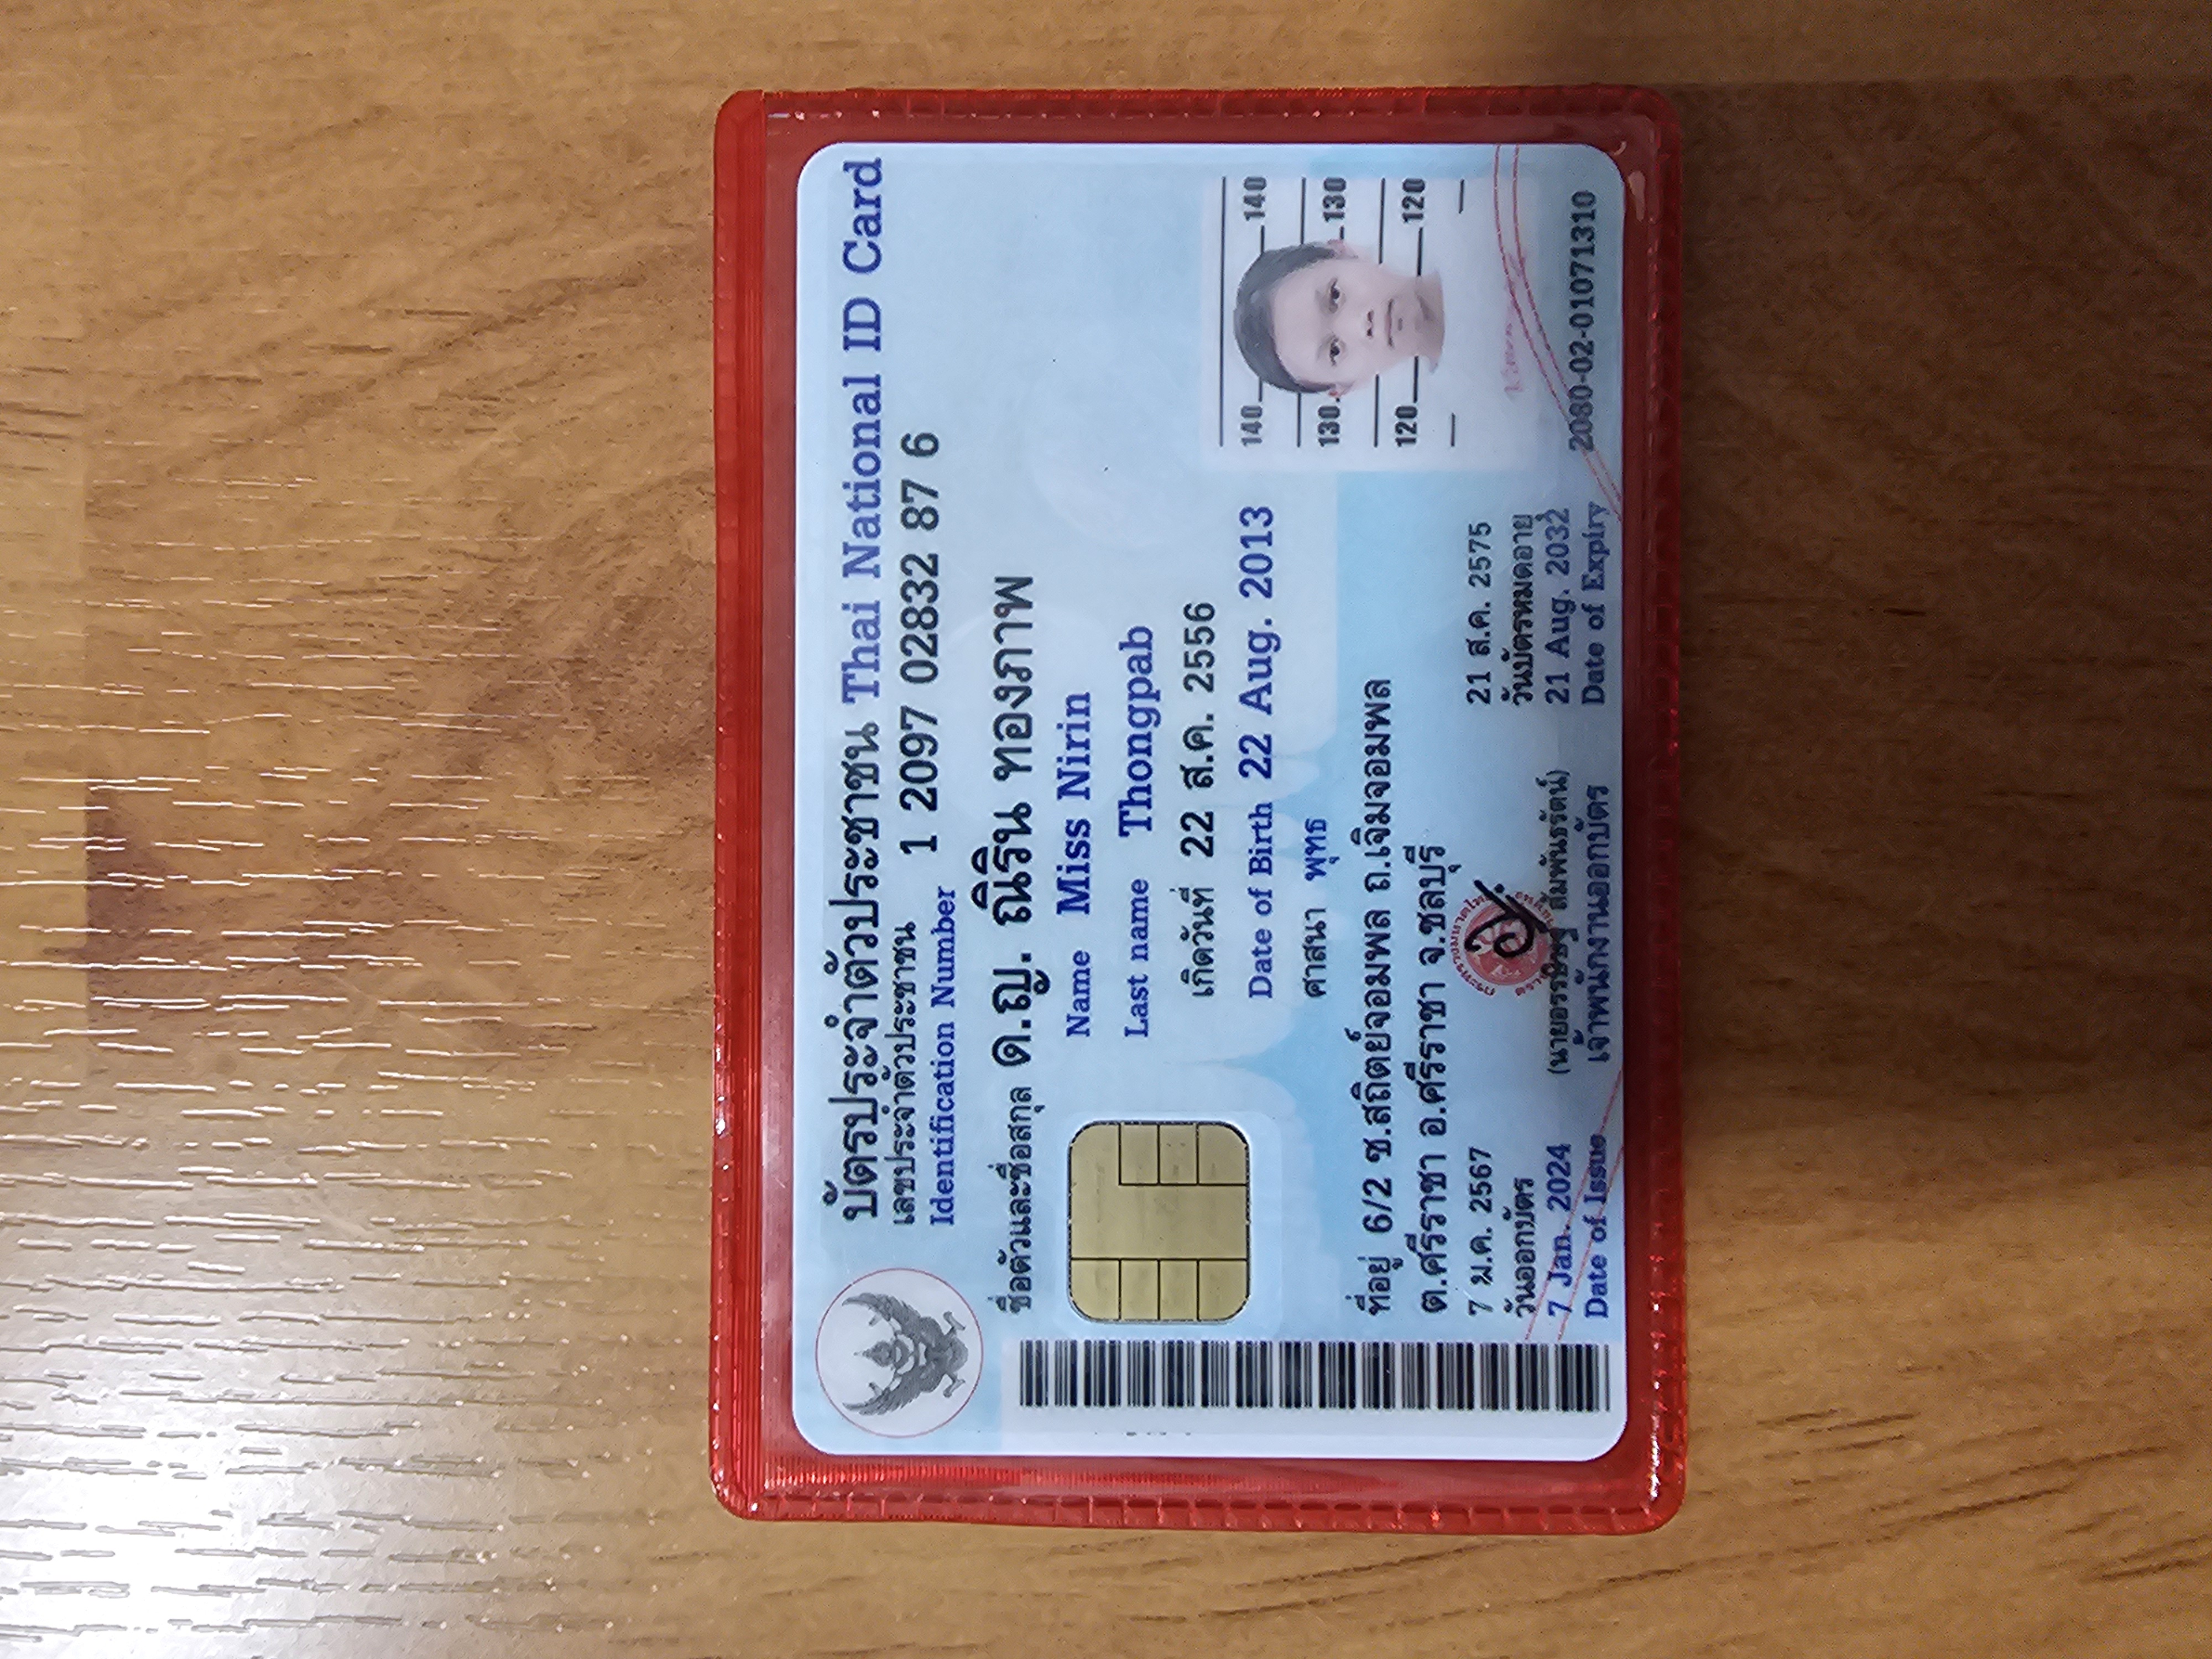 บัตรประจำตัวประชาชน Thai National ID Card
เลขประจำตัวประชาชน
Identification Number 1 2097 02832 87 6
ชื่อตัวและชื่อสกุล ด.ญ. ณิริน ทองภาพ
Name Miss Nirin
Last name Thongpab
เกิดวันที่ 22 ส.ค. 2556
Date of Birth 22 Aug. 2013
ศาสนา พุทธ
ที่อยู่ 6/2 ซ.สถิตย์จอมพล ถ.เจิมจอมพล
ต.ศรีราชา อ.ศรีราชา จ.ชลบุรี
7 ม.ค. 2567
วันออกบัตร
7 Jan. 2024
Date of Issue
สัมพันธรัตน์)
เจ้าพนักงานออกบัตร
21 ส.ค. 2575
วันบัตรหมดอายุ
21 Aug. 2032
Date of Expiry
140 140
130 130
120 120
2080-02-01071310